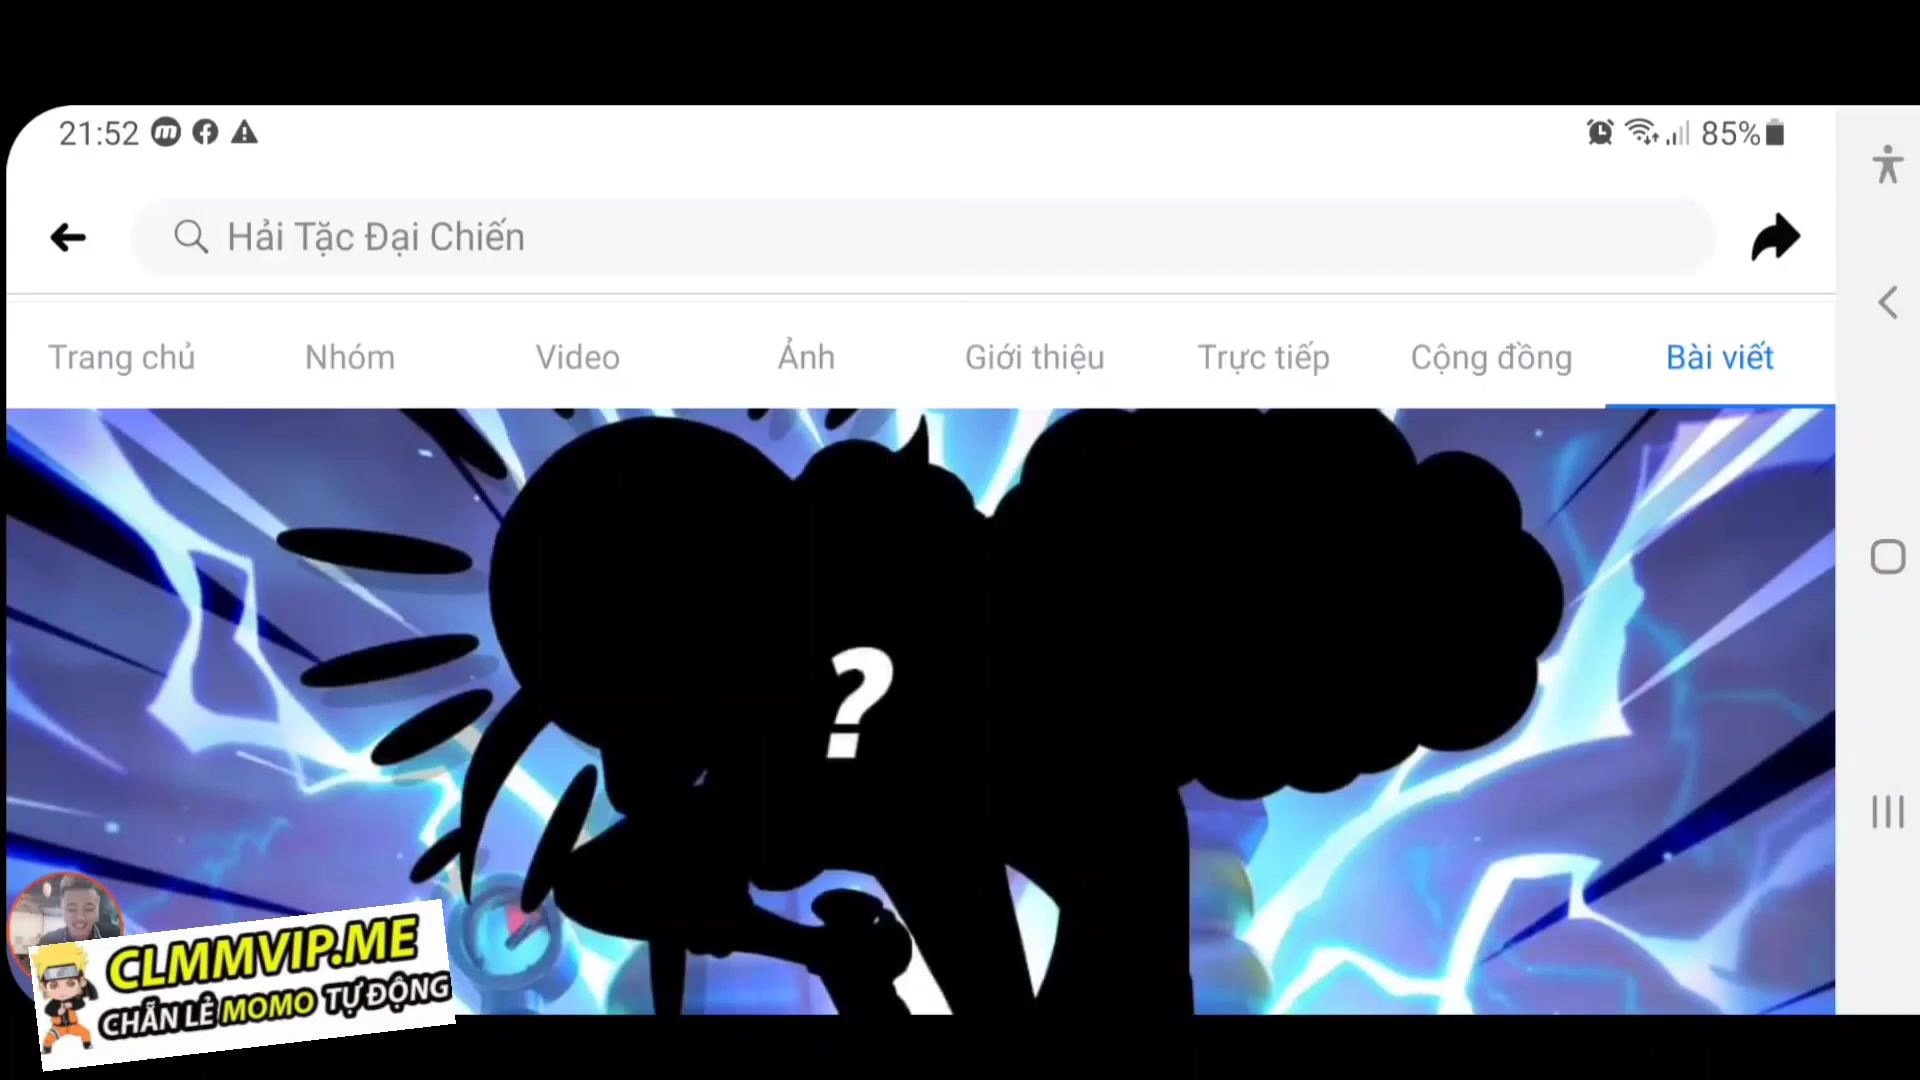 21:52
85%
Hải Tặc Đại Chiến
Trang chủ Nhóm Video Ảnh Giới thiệu Trực tiếp Cộng đồng Bài viết
?
CLMMVIP.ME
CHẴN LẺ MOMO TỰ ĐỘNG